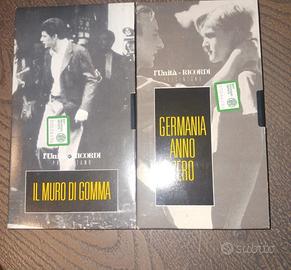 l'Unità - RICORDI
IL MURO DI GOMMA
l'Unità - RICORDI
GERMANIA
ANNO
ZERO
subito